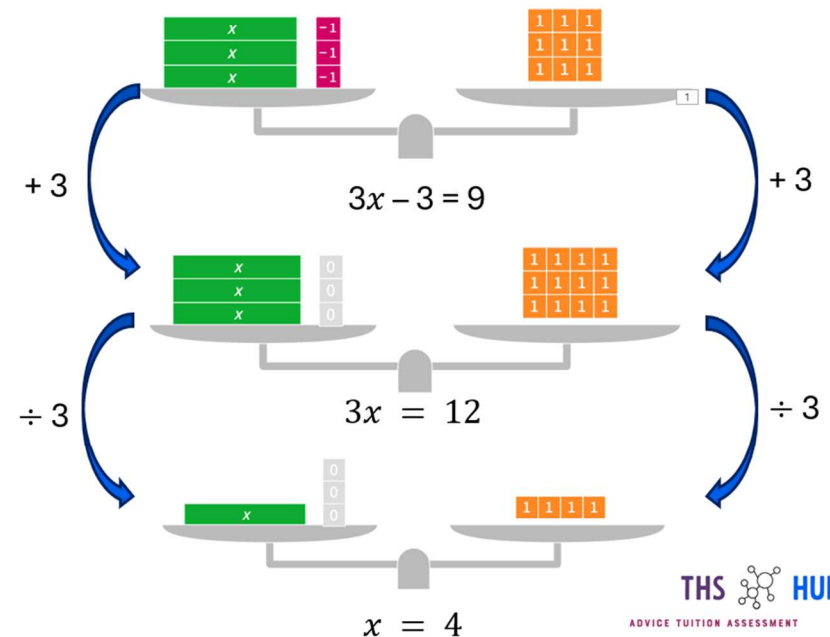 x -1 1 1 1
x -1 1 1 1
x -1 1 1 1
1
+ 3 + 3
3x – 3 = 9
x 0 1 1 1 1
x 0 1 1 1 1
x 0 1 1 1 1
÷ 3 ÷ 3
3x = 12
0
0
x 0 1 1 1 1
x = 4
THS HU
ADVICE TUITION ASSESSMENT